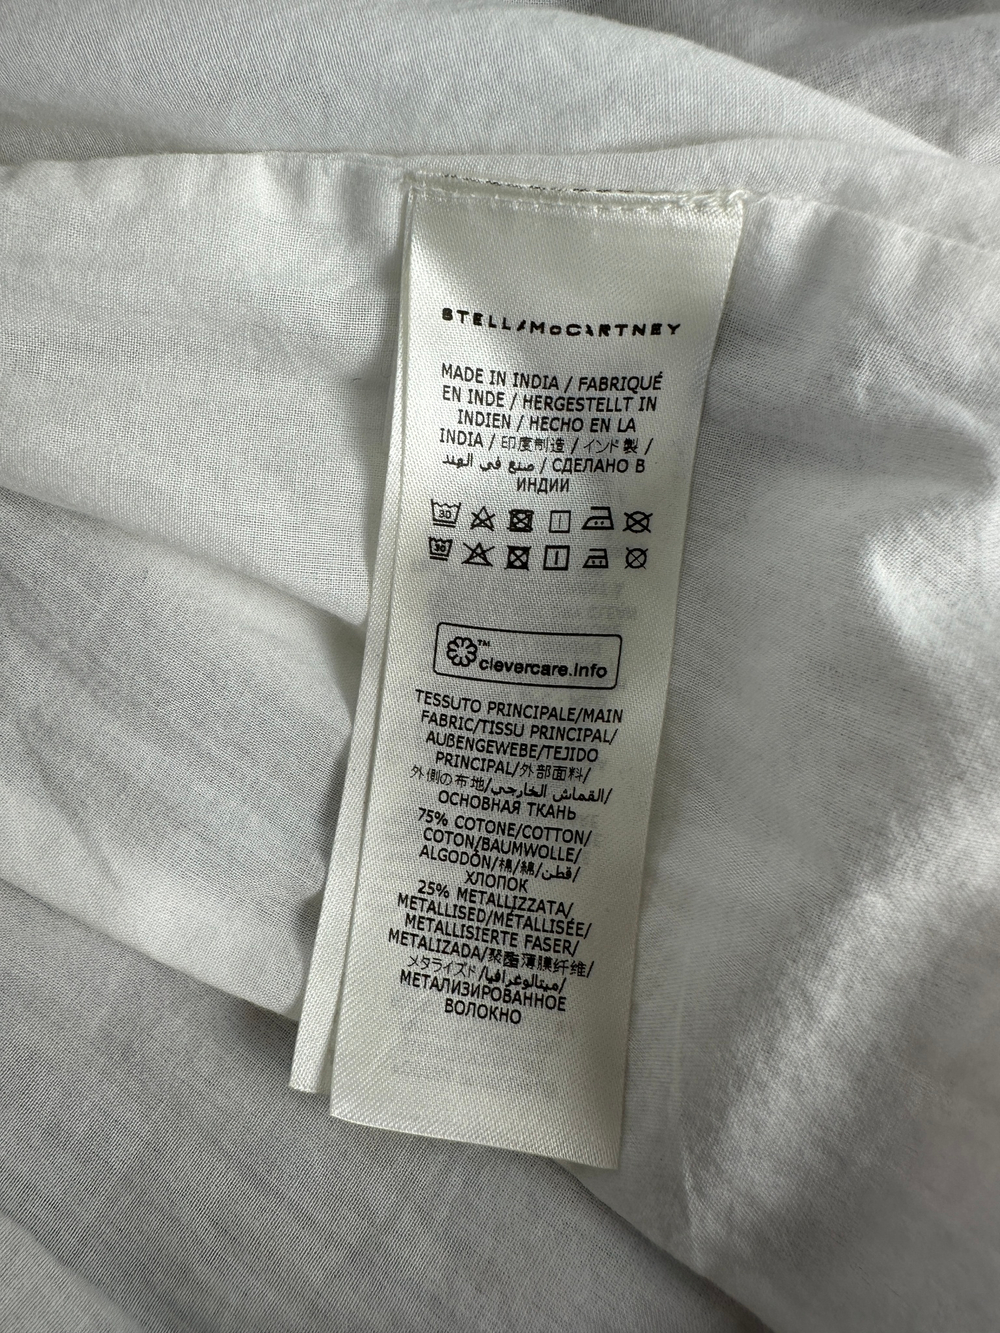 STELLA McCARTNEY
MADE IN INDIA / FABRIQUÉ
EN INDE / HERGESTELLT IN
INDIEN / HECHO EN LA
INDIA / 印度制造 / インド製 /
صنع في الهند / СДЕЛАНО В
ИНДИИ
30
30
™
clevercare.info
TESSUTO PRINCIPALE/MAIN
FABRIC/TISSU PRINCIPAL/
AUßENGEWEBE/TEJIDO
PRINCIPAL/外部面料/
外側の布地/القماش الخارجي/
ОСНОВНАЯ ТКАНЬ
75% COTONE/COTTON/
COTON/BAUMWOLLE/
ALGODÓN/棉/綿/قطن/
ХЛОПОК
25% METALLIZZATA/
METALLISED/MÉTALLISÉE/
METALLISIERTE FASER/
METALIZADA/聚酯薄膜纤维/
メタライズド/ميتالوغرافيا/
МЕТАЛИЗИРОВАННОЕ
ВОЛОКНО